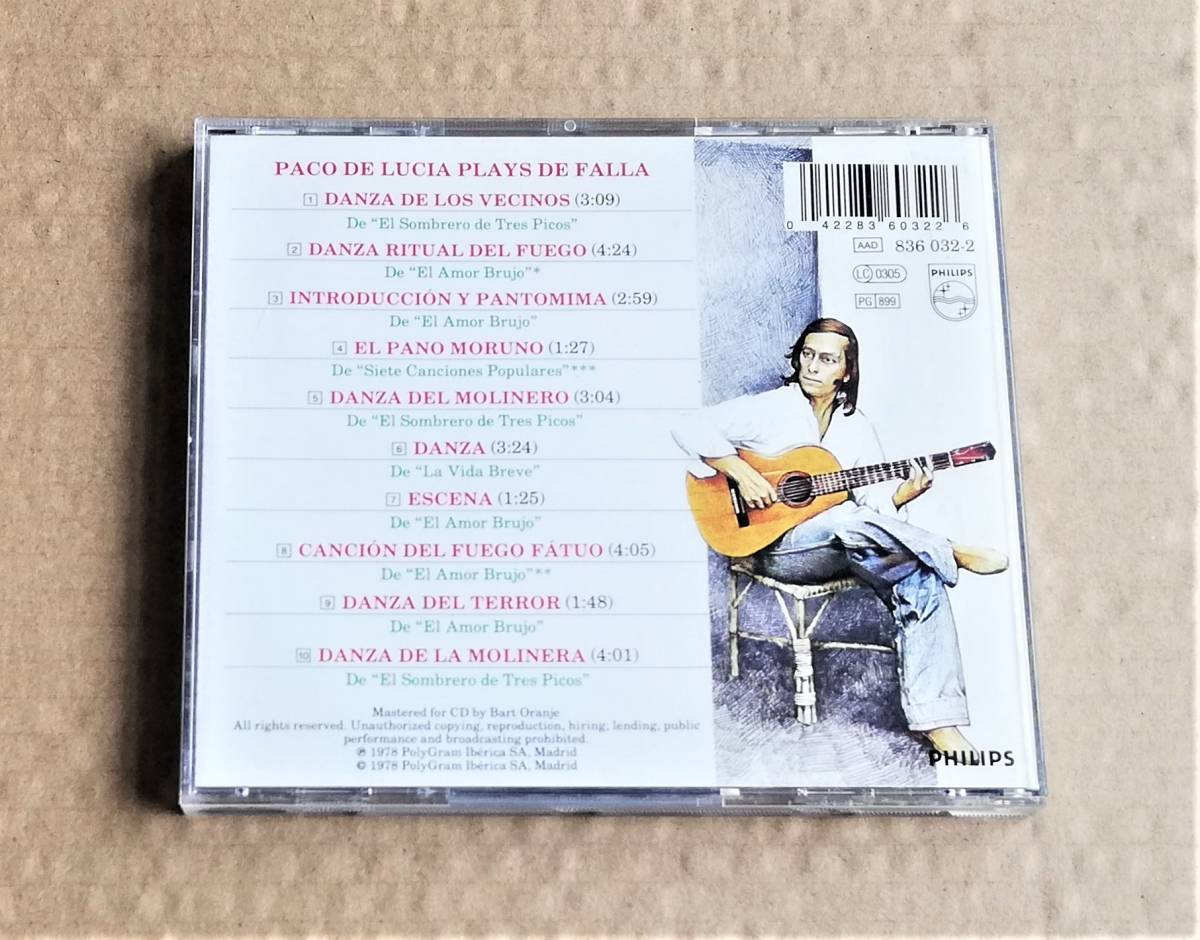 PACO DE LUCIA PLAYS DE FALLA
1 DANZA DE LOS VECINOS (3:09)
De "El Sombrero de Tres Picos"
2 DANZA RITUAL DEL FUEGO (4:24)
De "El Amor Brujo"*
3 INTRODUCCIÓN Y PANTOMIMA (2:59)
De "El Amor Brujo"
4 EL PANO MORUNO (1:27)
De "Siete Canciones Populares"***
5 DANZA DEL MOLINERO (3:04)
De "El Sombrero de Tres Picos"
6 DANZA (3:24)
De "La Vida Breve"
7 ESCENA (1:25)
De "El Amor Brujo"
8 CANCIÓN DEL FUEGO FÁTUO (4:05)
De "El Amor Brujo"**
9 DANZA DEL TERROR (1:48)
De "El Amor Brujo"
10 DANZA DE LA MOLINERA (4:01)
De "El Sombrero de Tres Picos"
Mastered for CD by Bart Oranje
All rights reserved. Unauthorized copying, reproduction, hiring, lending, public
performance and broadcasting prohibited.
℗ 1978 PolyGram Ibérica SA, Madrid
© 1978 PolyGram Ibérica SA, Madrid
0 42283 60322 6
AAD 836 032-2
LC 0305
PHILIPS
PG 899
PHILIPS